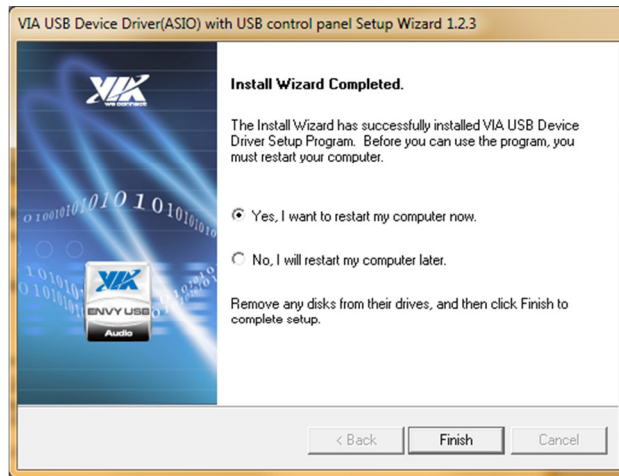 VIA USB Device Driver(ASIO) with USB control panel Setup Wizard 1.2.3
VIA
we connect
Install Wizard Completed.
The Install Wizard has successfully installed VIA USB Device
Driver Setup Program. Before you can use the program, you
must restart your computer.
Yes, I want to restart my computer now.
No, I will restart my computer later.
Remove any disks from their drives, and then click Finish to
complete setup.
VIA
ENVY USB
Audio
< Back
Finish
Cancel